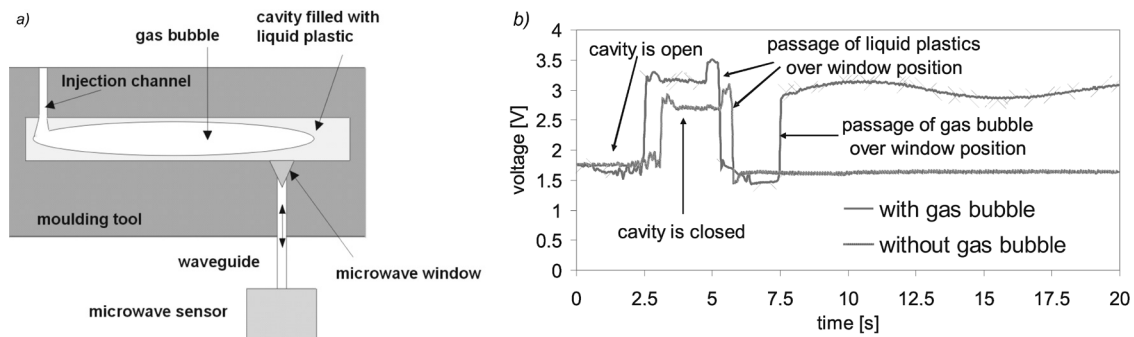 a)
gas bubble
cavity filled with
liquid plastic
Injection channel
moulding tool
waveguide
microwave window
microwave sensor
b)
4
3.5
3
2.5
2
1.5
1
0.5
0
voltage [V]
cavity is open
passage of liquid plastics
over window position
passage of gas bubble
over window position
cavity is closed
with gas bubble
without gas bubble
0
2.5
5
7.5
10
12.5
15
17.5
20
time [s]